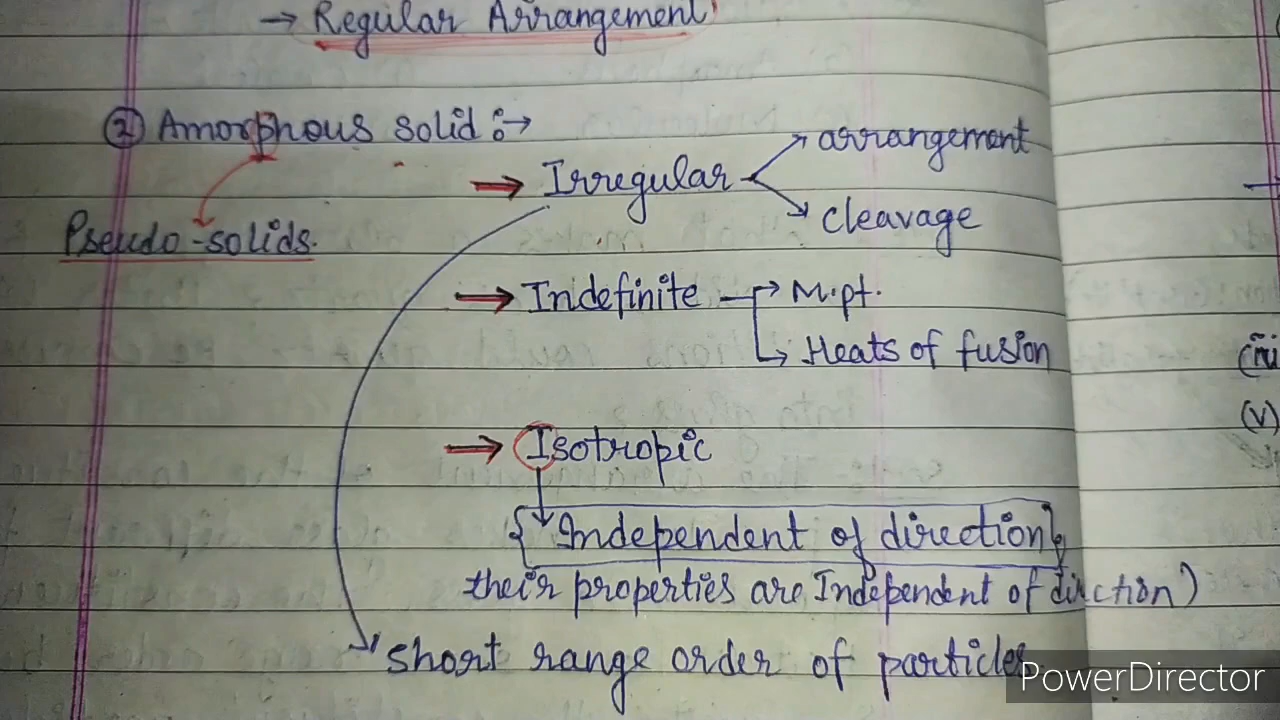 → Regular Arrangement
② Amorphous solid :→
→ Irregular
→ arrangement
→ cleavage
Pseudo-solids.
→ Indefinite → M.pt.
→ Heats of fusion
→ Isotropic
{Independent of direction}
their properties are Independent of dirction)
short range order of particles
(v)
PowerDirector